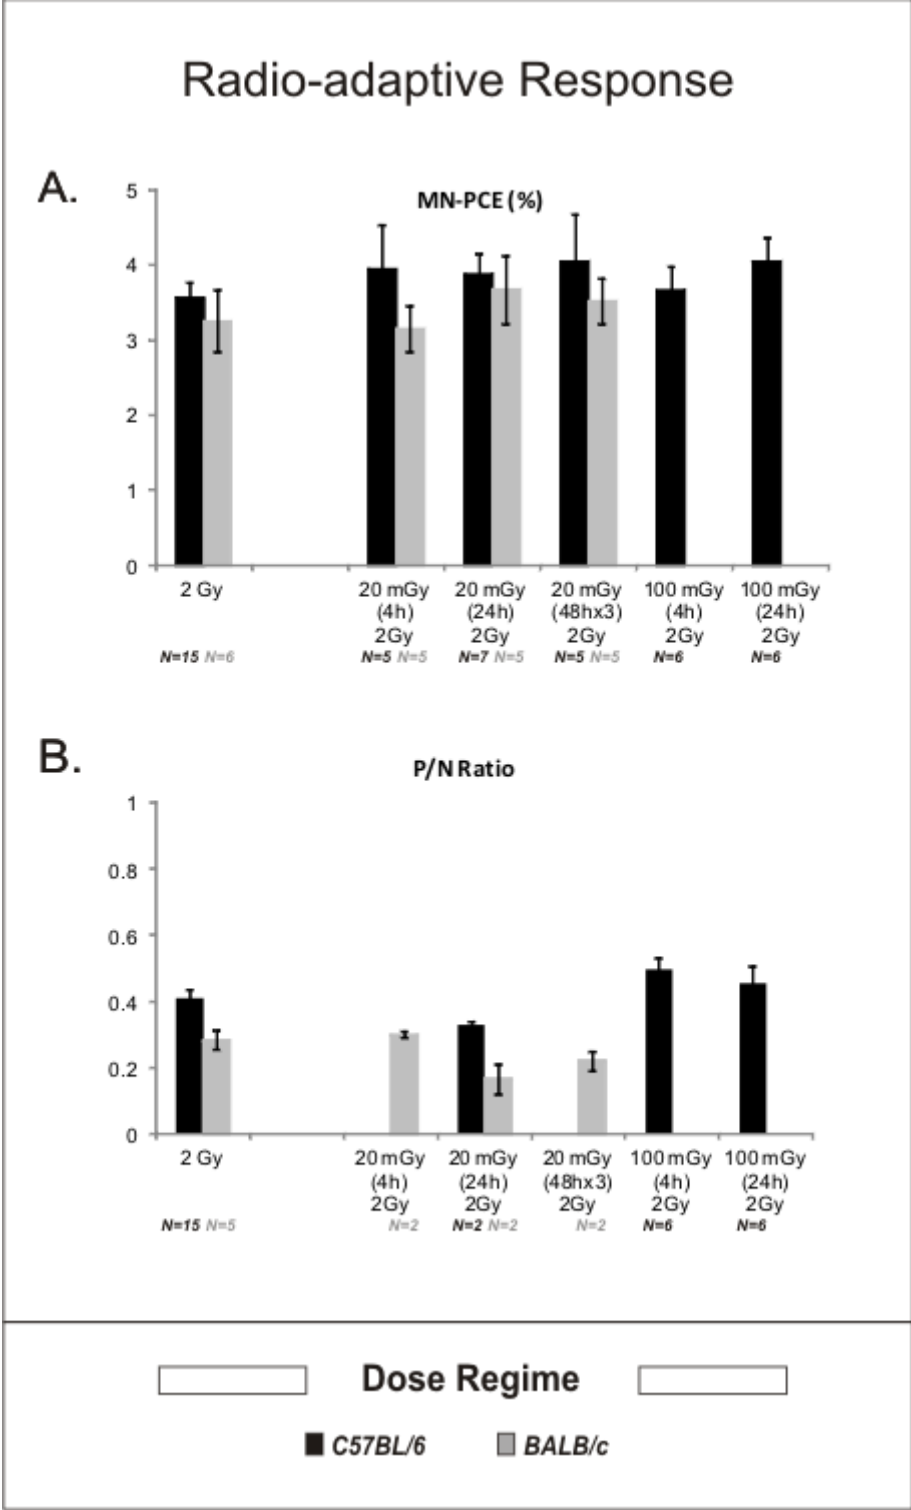 Radio-adaptive Response
A.
MN-PCE (%)
5
4
3
2
1
0
2 Gy
20 mGy
(4h)
2Gy
20 mGy
(24h)
2Gy
20 mGy
(48hx3)
2Gy
100 mGy
(4h)
2Gy
100 mGy
(24h)
2Gy
N=15 N=6
N=5 N=5
N=7 N=5
N=5 N=5
N=6
N=6
B.
P/N Ratio
1
0.8
0.6
0.4
0.2
0
2 Gy
20 mGy
(4h)
2Gy
20 mGy
(24h)
2Gy
20 mGy
(48hx3)
2Gy
100 mGy
(4h)
2Gy
100 mGy
(24h)
2Gy
N=15 N=5
N=2
N=2 N=2
N=2
N=6
N=6
Dose Regime
C57BL/6
BALB/c